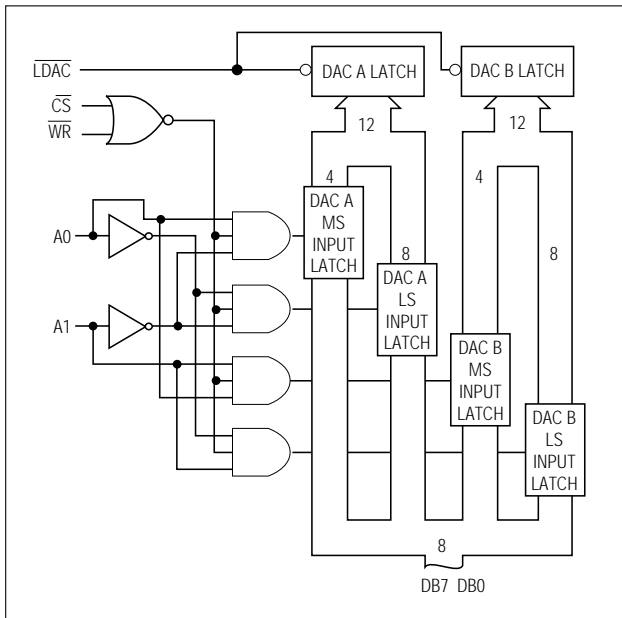 LDAC
DAC A LATCH
DAC B LATCH
CS
WR
12
12
4
4
DAC A
MS
INPUT
LATCH
A0
8
8
DAC A
LS
INPUT
LATCH
A1
DAC B
MS
INPUT
LATCH
DAC B
LS
INPUT
LATCH
8
DB7 DB0